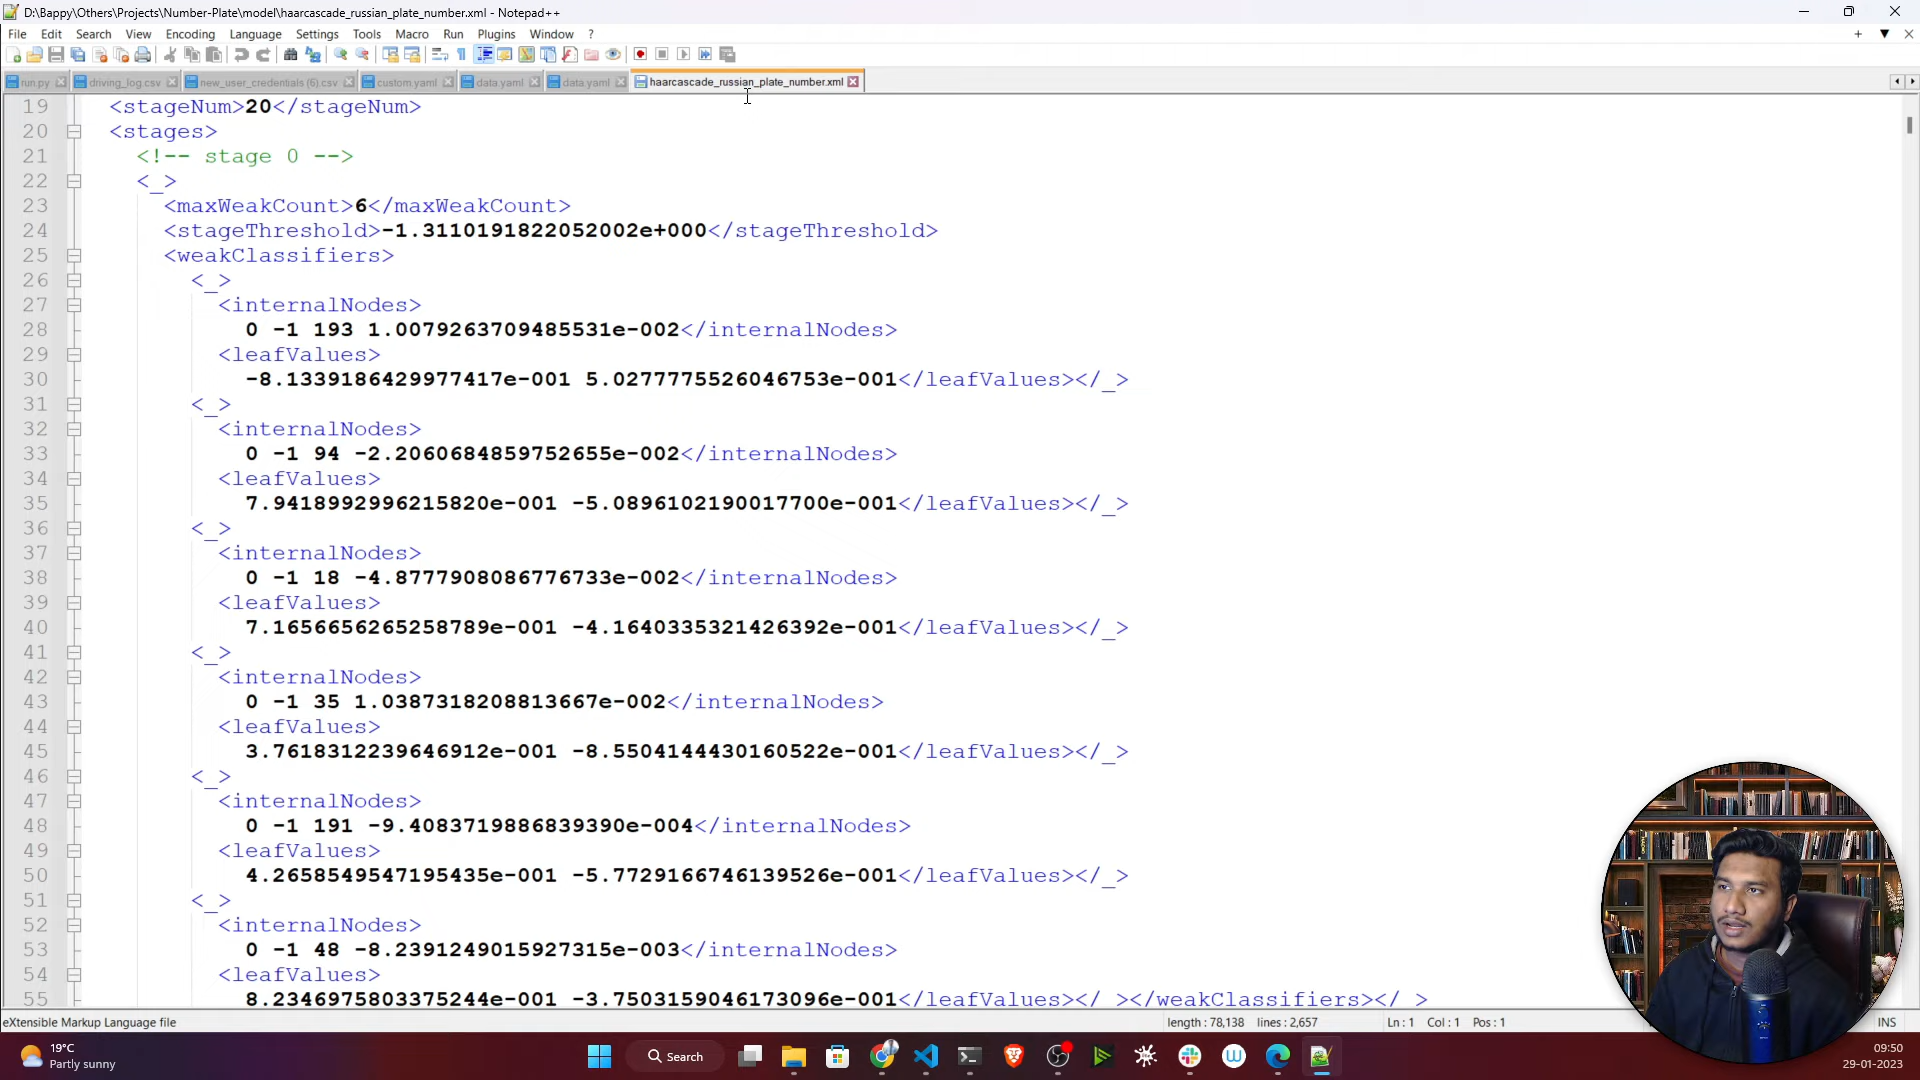 D:\Bappy\Others\Projects\Number-Plate\model\haarcascade_russian_plate_number.xml - Notepad++
File Edit Search View Encoding Language Settings Tools Macro Run Plugins Window ?
run.py driving_log.csv new_user_credentials (6).csv custom.yaml data.yaml data.yaml haarcascade_russian_plate_number.xml
19 <stageNum>20</stageNum>
20 <stages>
21 <!-- stage 0 -->
22 <_>
23 <maxWeakCount>6</maxWeakCount>
24 <stageThreshold>-1.3110191822052002e+000</stageThreshold>
25 <weakClassifiers>
26 <_>
27 <internalNodes>
28 0 -1 193 1.0079263709485531e-002</internalNodes>
29 <leafValues>
30 -8.1339186429977417e-001 5.0277775526046753e-001</leafValues></_>
31 <_>
32 <internalNodes>
33 0 -1 94 -2.2060684859752655e-002</internalNodes>
34 <leafValues>
35 7.9418992996215820e-001 -5.0896102190017700e-001</leafValues></_>
36 <_>
37 <internalNodes>
38 0 -1 18 -4.8777908086776733e-002</internalNodes>
39 <leafValues>
40 7.1656656265258789e-001 -4.1640335321426392e-001</leafValues></_>
41 <_>
42 <internalNodes>
43 0 -1 35 1.0387318208813667e-002</internalNodes>
44 <leafValues>
45 3.7618312239646912e-001 -8.5504144430160522e-001</leafValues></_>
46 <_>
47 <internalNodes>
48 0 -1 191 -9.4083719886839390e-004</internalNodes>
49 <leafValues>
50 4.2658549547195435e-001 -5.7729166746139526e-001</leafValues></_>
51 <_>
52 <internalNodes>
53 0 -1 48 -8.2391249015927315e-003</internalNodes>
54 <leafValues>
55 8.2346975803375244e-001 -3.7503159046173096e-001</leafValues></_></weakClassifiers></_>
eXtensible Markup Language file length : 78,138 lines : 2,657 Ln : 1 Col : 1 Pos : 1 INS
19°C
Partly sunny
Search
09:50
29-01-2023